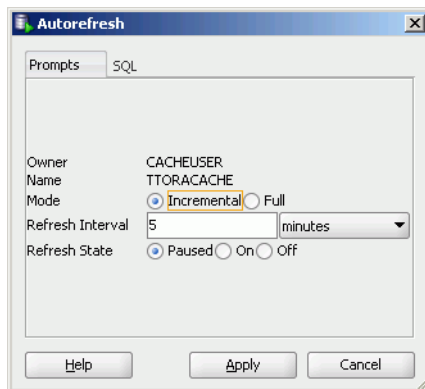 Autorefresh
Prompts SQL
Owner CACHEUSER
Name TTORACACHE
Mode Incremental Full
Refresh Interval 5 minutes
Refresh State Paused On Off
Help Apply Cancel